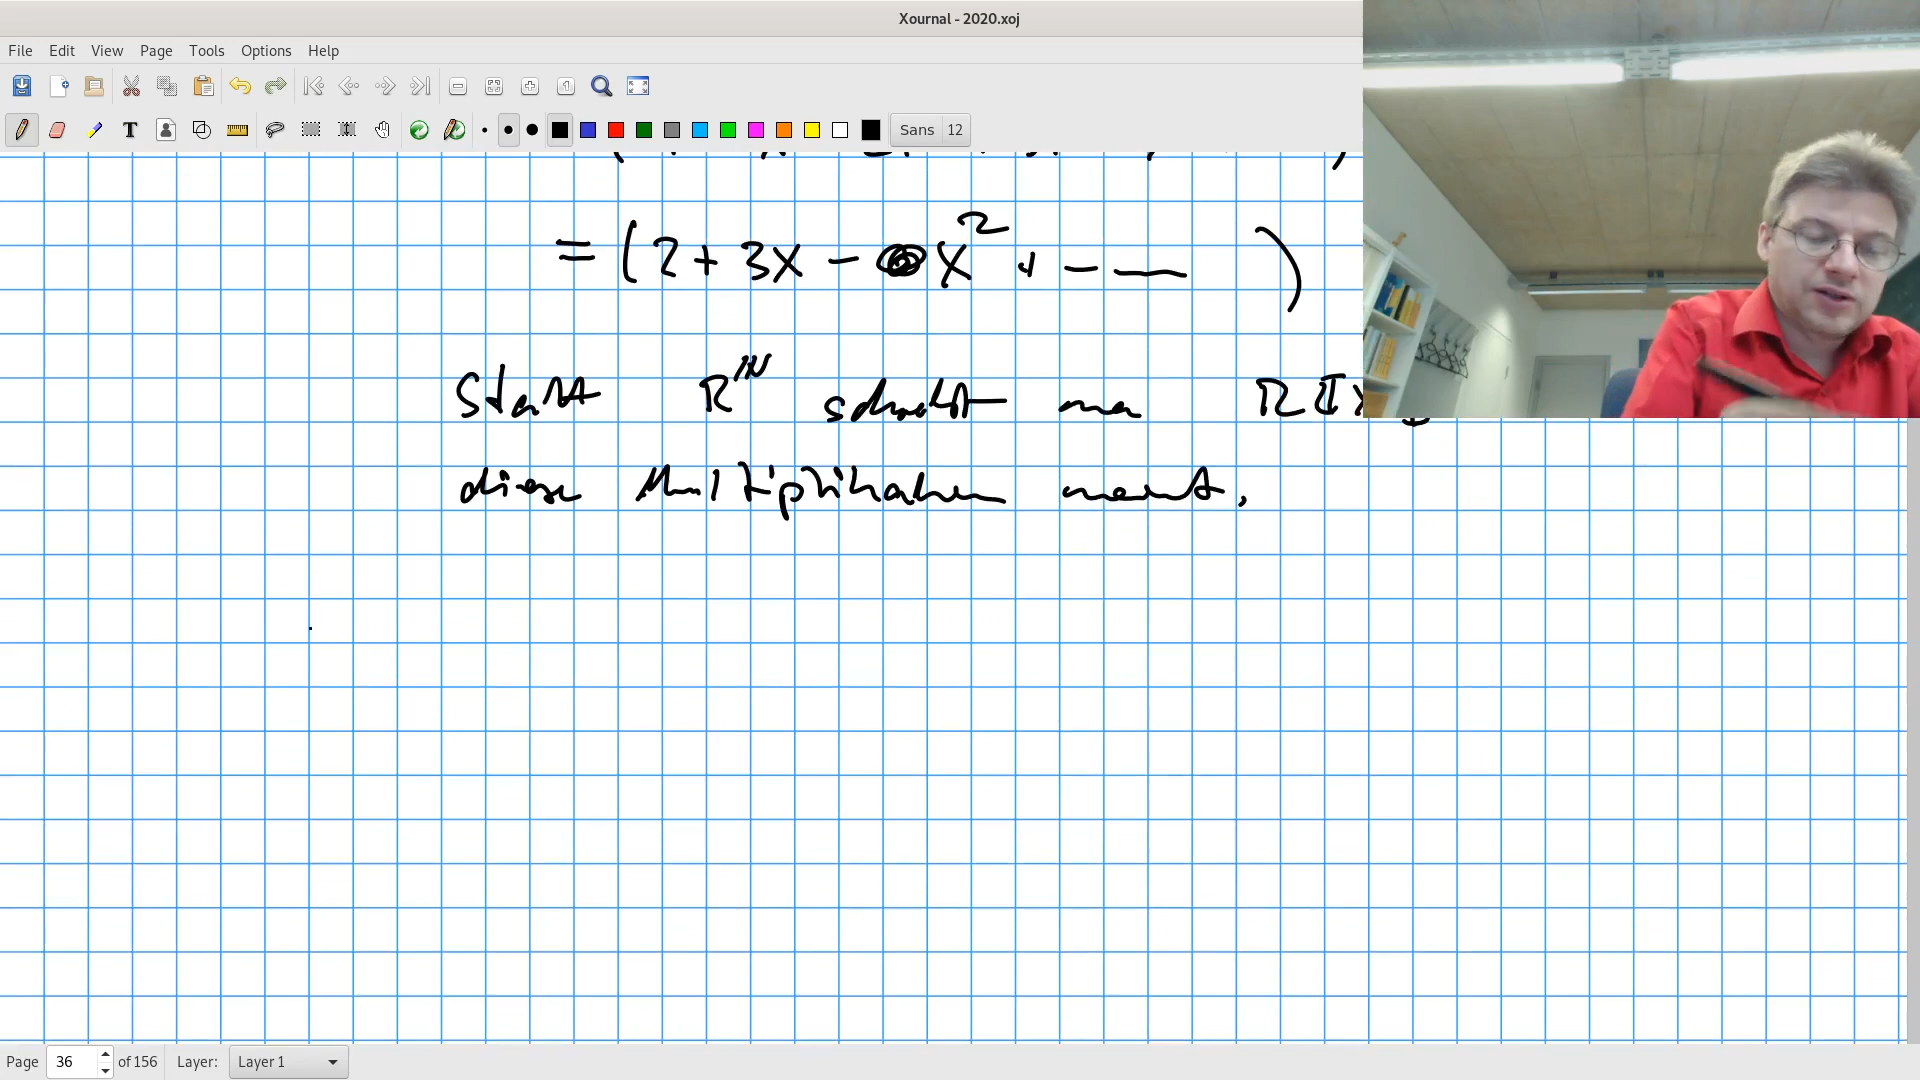 Xournal - 2020.xoj
File Edit View Page Tools Options Help
Sans 12
= (2 + 3x - x² + - — )
Statt R^ℕ schreibt man R⟦X
diese Multiplikation meint.
Page 36 of 156 Layer: Layer 1